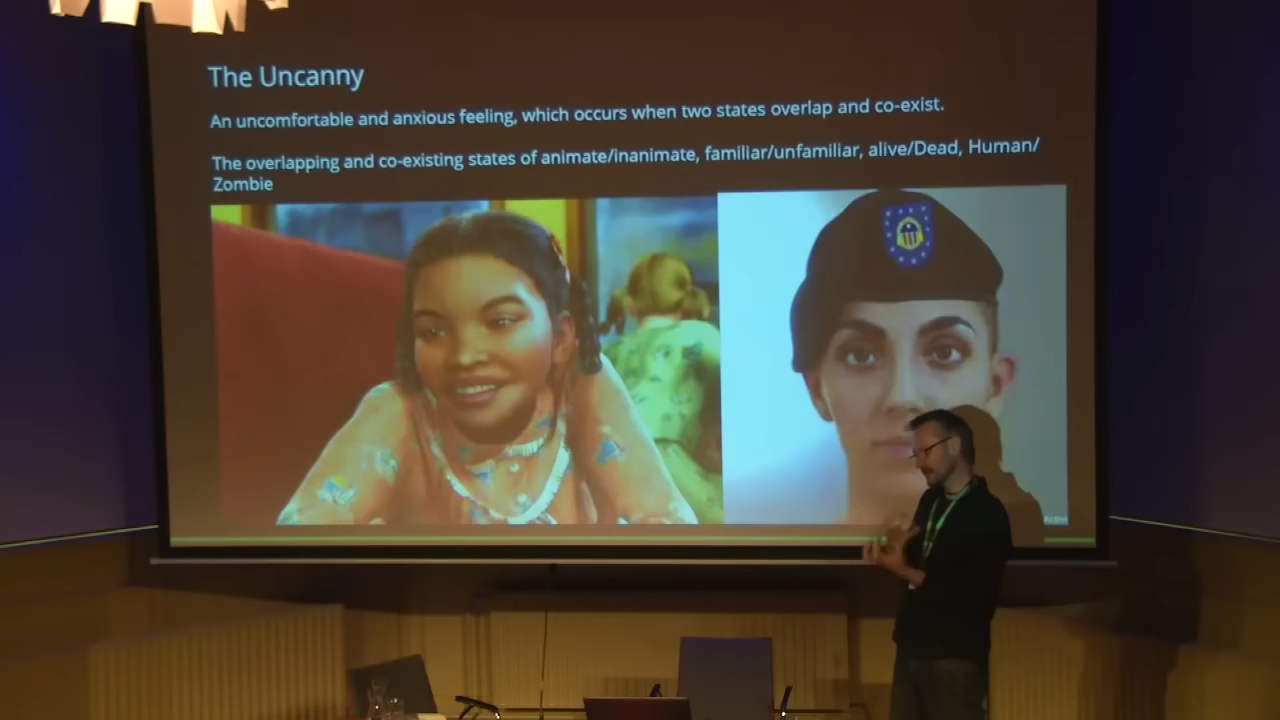 The Uncanny
An uncomfortable and anxious feeling, which occurs when two states overlap and co-exist.
The overlapping and co-existing states of animate/inanimate, familiar/unfamiliar, alive/Dead, Human/
Zombie